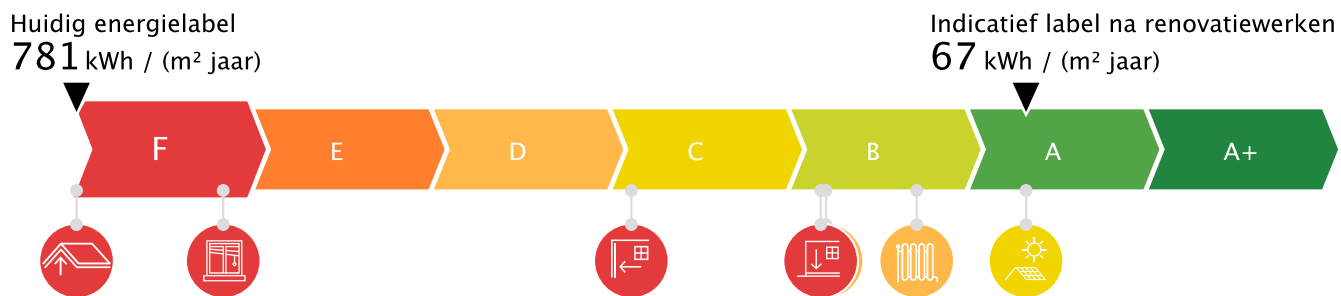 Huidig energielabel
781 kWh / (m² jaar)
Indicatief label na renovatiewerken
67 kWh / (m² jaar)
F
E
D
C
B
A
A+